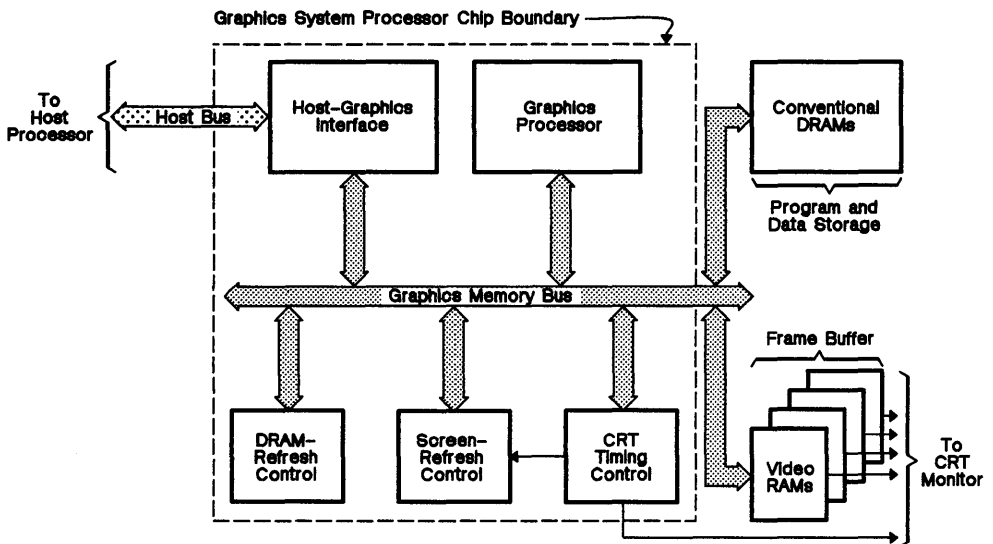 Graphics System Processor Chip Boundary
To
Host
Processor
Host Bus
Host-Graphics
Interface
Graphics
Processor
Conventional
DRAMs
Program and
Data Storage
Graphics Memory Bus
Frame Buffer
DRAM-
Refresh
Control
Screen-
Refresh
Control
CRT
Timing
Control
Video
RAMs
To
CRT
Monitor